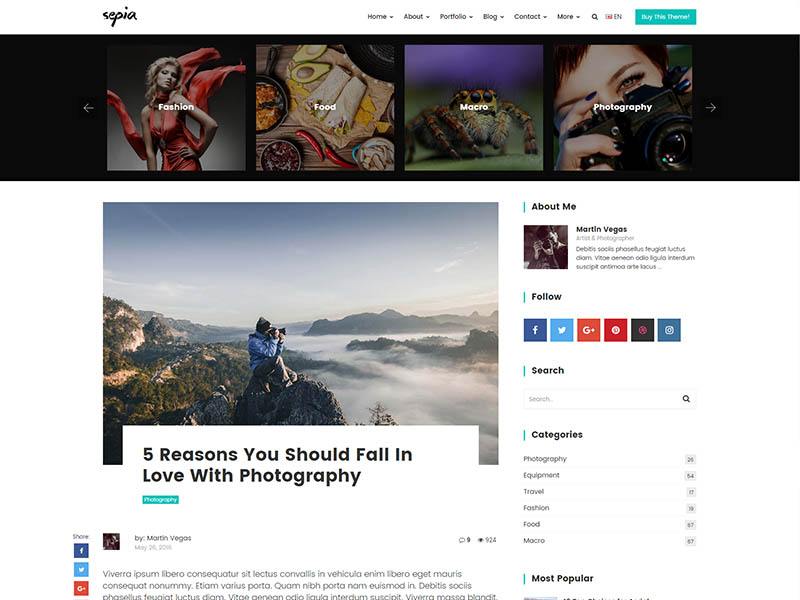 sepia
Home About Portfolio Blog Contact More EN Buy This Theme!
Fashion Food Macro Photography
5 Reasons You Should Fall In
Love With Photography
Photography
Share:
by: Martin Vegas
May 26, 2016
9 924
Viverra ipsum libero consequatur sit lectus convallis in vehicula enim libero eget mauris
consequat nonummy. Etiam varius porta. Quam nibh porta nam euismod in. Debitis sociis
phasellus feugiat luctus diam. Vitae aenean odio ligula interdum. Viverra massa blandit.
About Me
Martin Vegas
Artist & Photographer
Debitis sociis phasellus feugiat luctus
diam. Vitae aenean odio ligula interdum
suscipit antimoa arte lacus ...
Follow
Search
Search..
Categories
Photography 26
Equipment 54
Travel 17
Fashion 19
Food 67
Macro 67
Most Popular